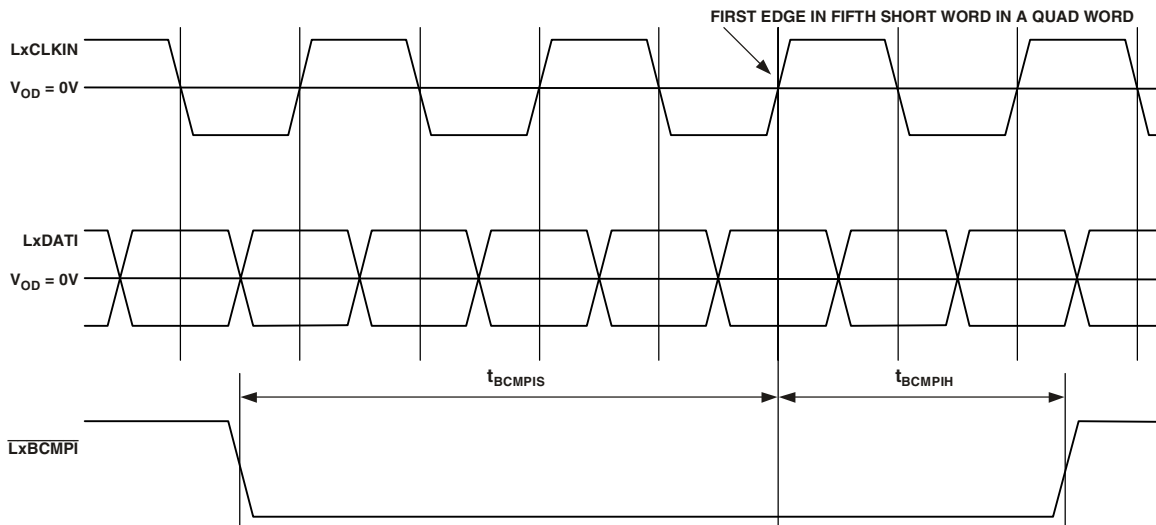 FIRST EDGE IN FIFTH SHORT WORD IN A QUAD WORD
LxCLKIN
VOD = 0V
LxDATI
VOD = 0V
tBCMPIS
tBCMPIH
LxBCMPI